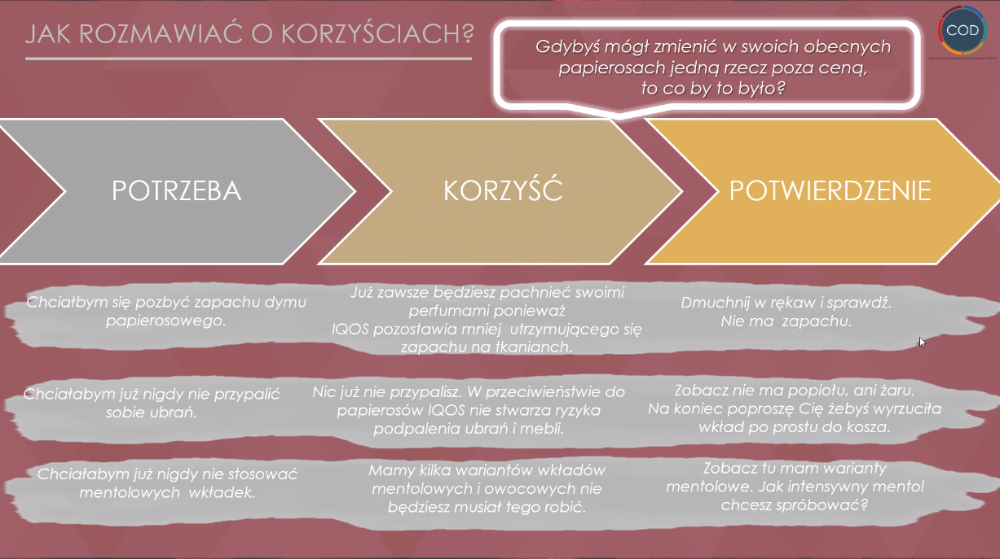 JAK ROZMAWIAĆ O KORZYŚCIACH?
Gdybyś mógł zmienić w swoich obecnych
papierosach jedną rzecz poza ceną,
to co by to było?
COD
POTRZEBA
KORZYŚĆ
POTWIERDZENIE
Chciałbym się pozbyć zapachu dymu
papierosowego.
Już zawsze będziesz pachnieć swoimi
perfumami ponieważ
IQOS pozostawia mniej utrzymującego się
zapachu na tkanianch.
Dmuchnij w rękaw i sprawdź.
Nie ma zapachu.
Chciałabym już nigdy nie przypalić
sobie ubrań.
Nic już nie przypalisz. W przeciwieństwie do
papierosów IQOS nie stwarza ryzyka
podpalenia ubrań i mebli.
Zobacz nie ma popiołu, ani żaru.
Na koniec poproszę Cię żebyś wyrzuciła
wkład po prostu do kosza.
Chciałabym już nigdy nie stosować
mentolowych wkładek.
Mamy kilka wariantów wkładów
mentolowych i owocowych nie
będziesz musiał tego robić.
Zobacz tu mam warianty
mentolowe. Jak intensywny mentol
chcesz spróbować?